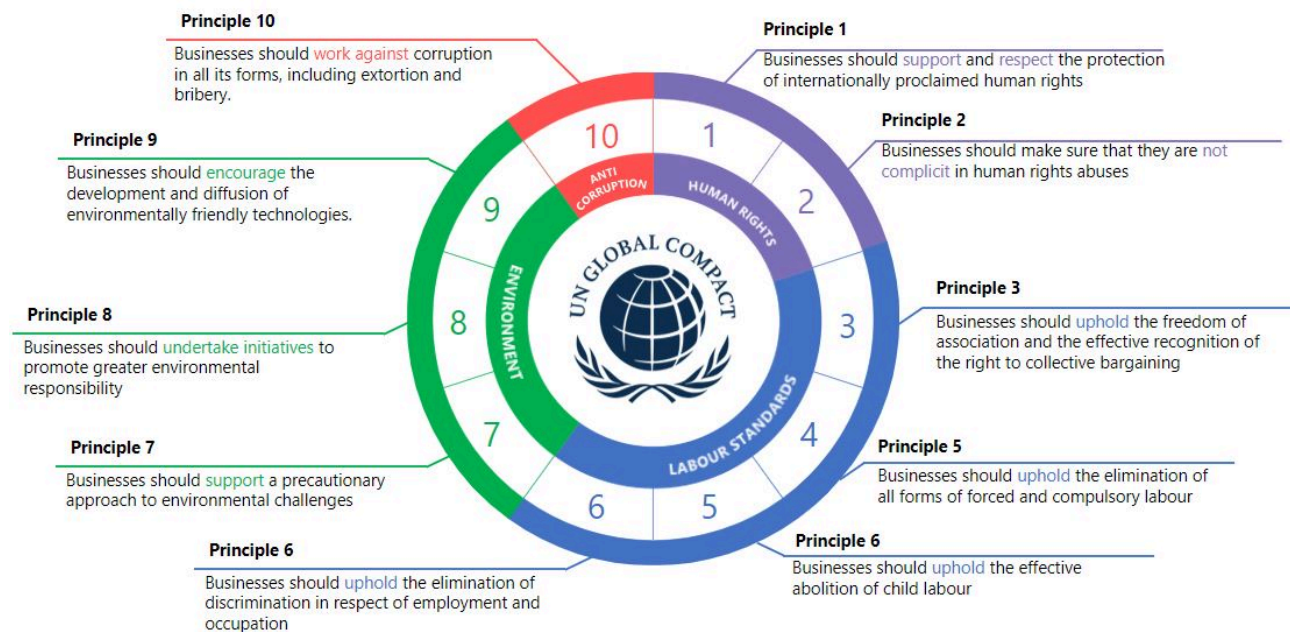 Principle 10
Businesses should work against corruption
in all its forms, including extortion and
bribery.
Principle 1
Businesses should support and respect the protection
of internationally proclaimed human rights
Principle 9
Businesses should encourage the
development and diffusion of
environmentally friendly technologies.
Principle 2
Businesses should make sure that they are not
complicit in human rights abuses
Principle 8
Businesses should undertake initiatives to
promote greater environmental
responsibility
Principle 3
Businesses should uphold the freedom of
association and the effective recognition of
the right to collective bargaining
Principle 7
Businesses should support a precautionary
approach to environmental challenges
Principle 5
Businesses should uphold the elimination of
all forms of forced and compulsory labour
Principle 6
Businesses should uphold the elimination of
discrimination in respect of employment and
occupation
Principle 6
Businesses should uphold the effective
abolition of child labour
10
1
2
3
4
5
6
7
8
9
ANTI
CORRUPTION
HUMAN RIGHTS
LABOUR STANDARDS
ENVIRONMENT
UN GLOBAL COMPACT